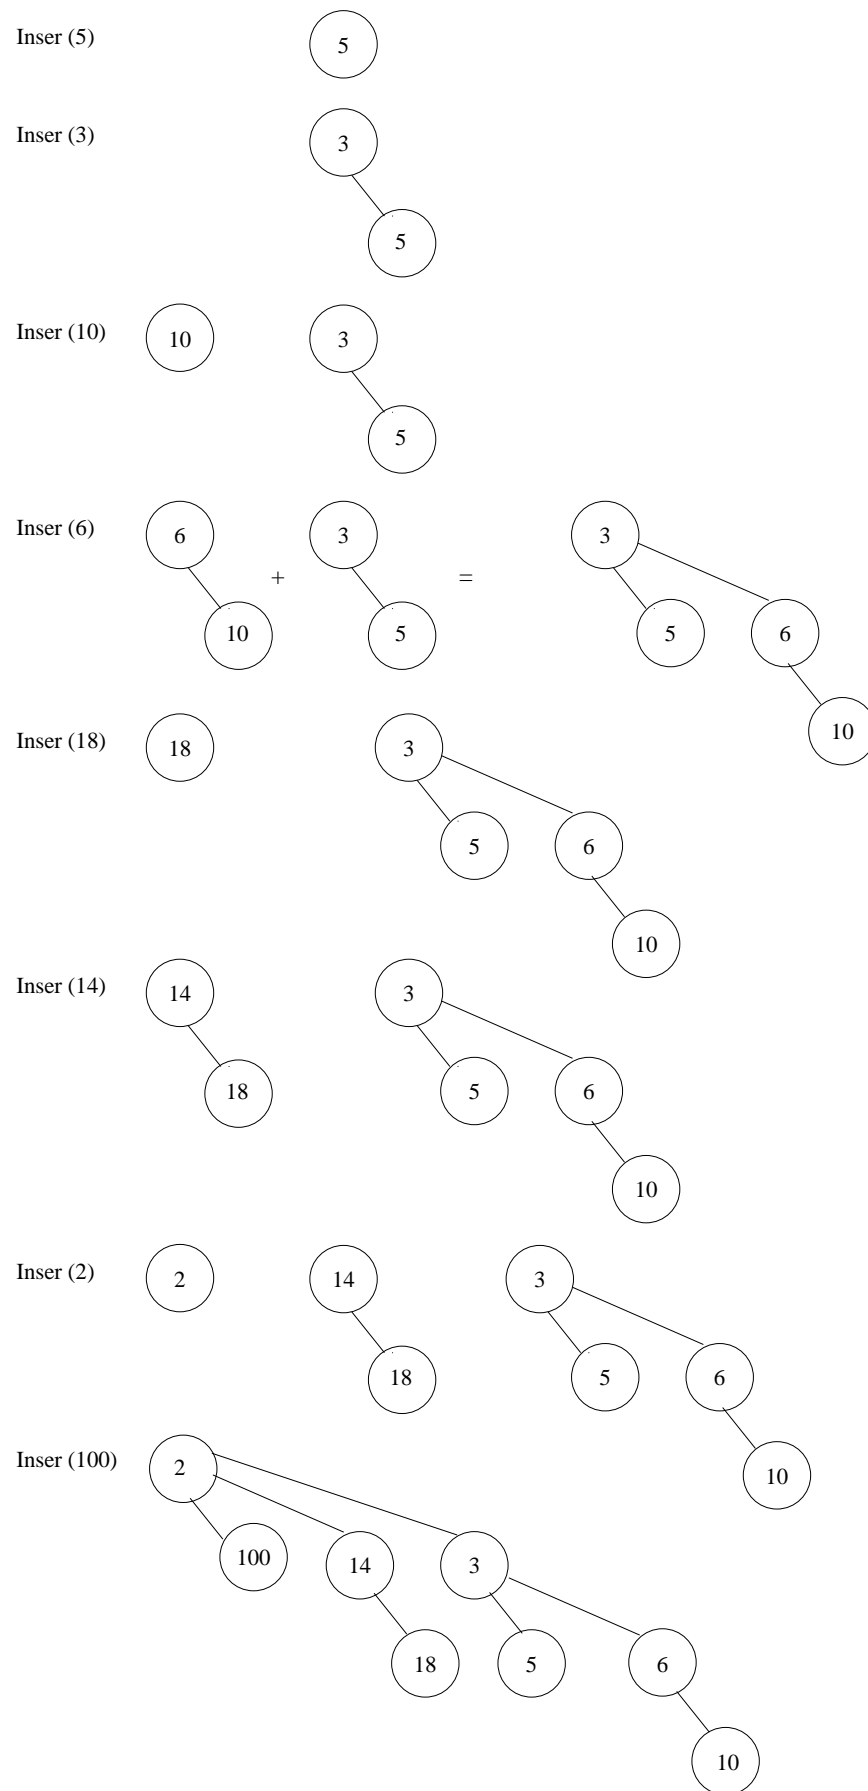 Inser (5) 5
Inser (3) 3
5
Inser (10) 10 3
5
Inser (6) 6 3 3
+ =
10 5 5 6
10
Inser (18) 18 3
5 6
10
Inser (14) 14 3
18 5 6
10
Inser (2) 2 14 3
18 5 6
10
Inser (100) 2
100 14 3
18 5 6
10